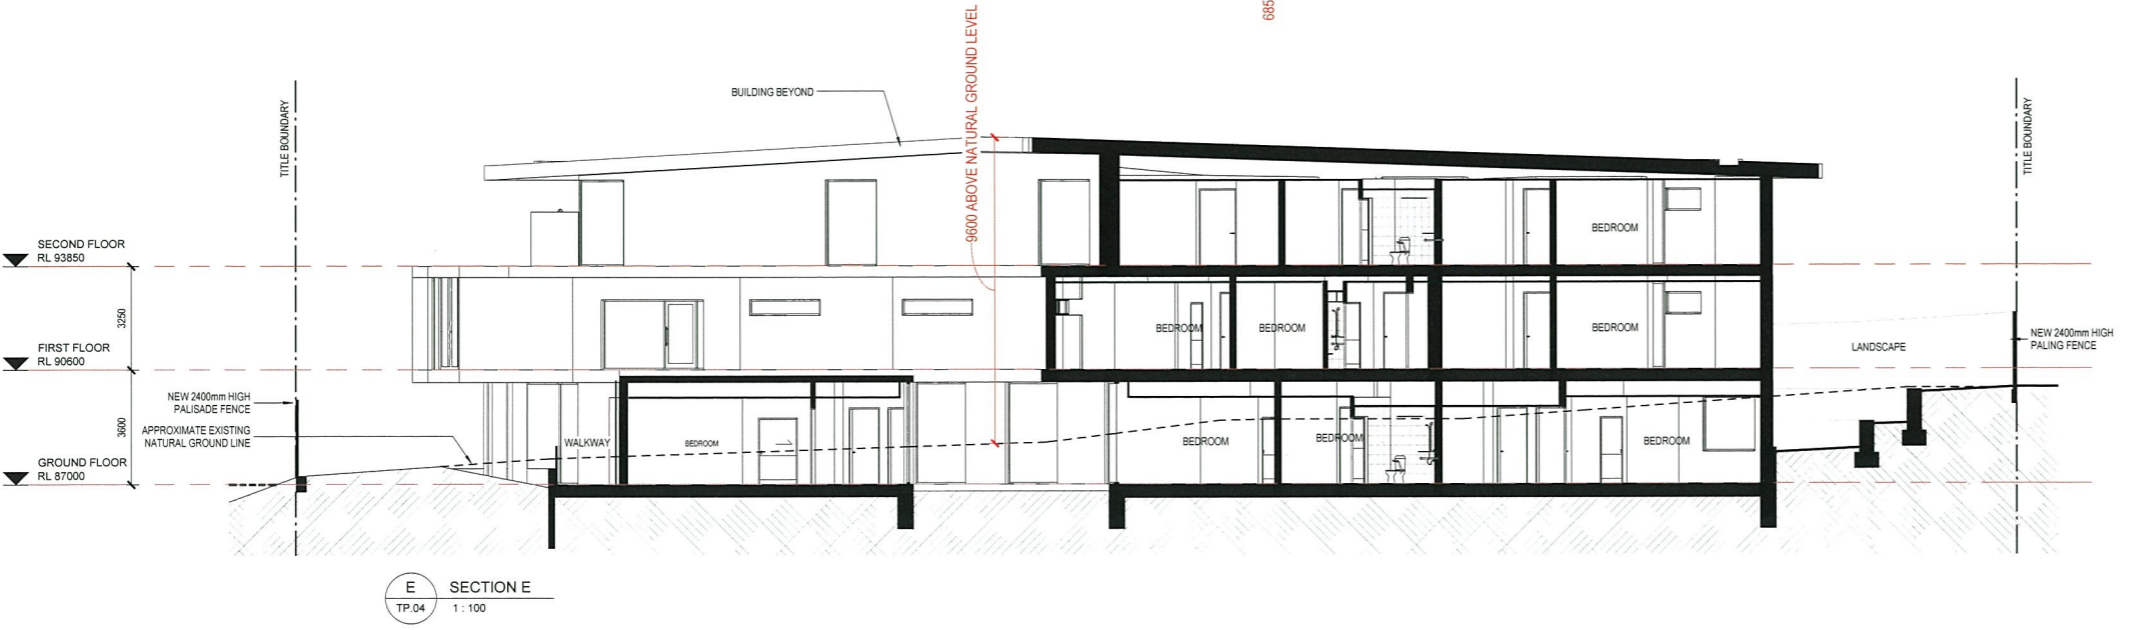 685
9600 ABOVE NATURAL GROUND LEVEL
BUILDING BEYOND
TITLE BOUNDARY
TITLE BOUNDARY
SECOND FLOOR
RL 93850
BEDROOM
3250
BEDROOM
BEDROOM
BEDROOM
FIRST FLOOR
RL 90600
LANDSCAPE
NEW 2400mm HIGH
PALING FENCE
NEW 2400mm HIGH
PALISADE FENCE
3600
APPROXIMATE EXISTING
NATURAL GROUND LINE
WALKWAY
BEDROOM
BEDROOM
BEDROOM
BEDROOM
GROUND FLOOR
RL 87000
E
TP.04
SECTION E
1 : 100